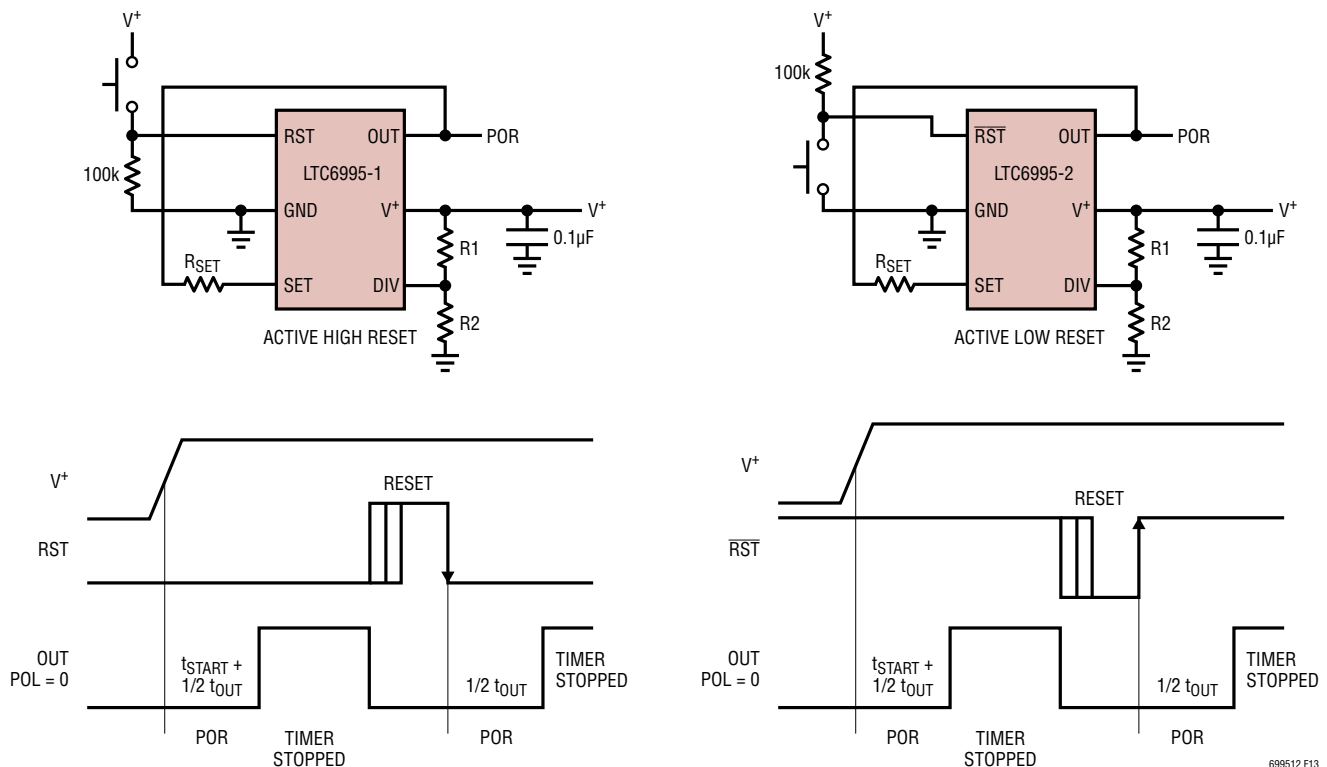 V+
100k
RST
GND
SET
OUT
V+
DIV
LTC6995-1
RSET
POR
V+
0.1µF
R1
R2
ACTIVE HIGH RESET
V+
100k
RST
GND
SET
OUT
V+
DIV
LTC6995-2
RSET
POR
V+
0.1µF
R1
R2
ACTIVE LOW RESET
V+
RST
RESET
OUT
POL = 0
tSTART +
1/2 tOUT
1/2 tOUT
TIMER
STOPPED
POR
TIMER
STOPPED
POR
V+
RST
RESET
OUT
POL = 0
tSTART +
1/2 tOUT
1/2 tOUT
TIMER
STOPPED
POR
TIMER
STOPPED
POR
699512 F13